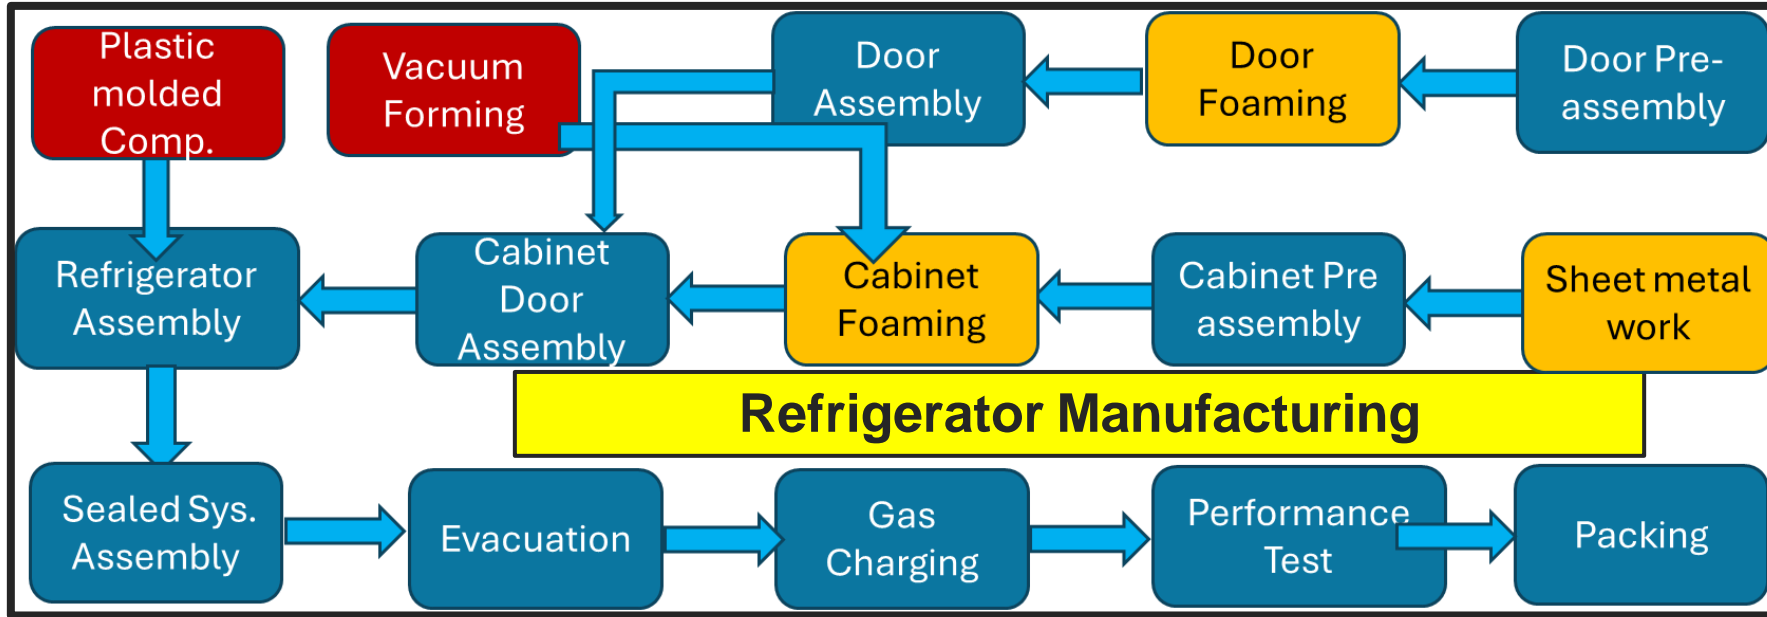 Plastic
molded
Comp.
Vacuum
Forming
Door
Assembly
Door
Foaming
Door Pre-
assembly
Refrigerator
Assembly
Cabinet
Door
Assembly
Cabinet
Foaming
Cabinet Pre
assembly
Sheet metal
work
Refrigerator Manufacturing
Sealed Sys.
Assembly
Evacuation
Gas
Charging
Performance
Test
Packing